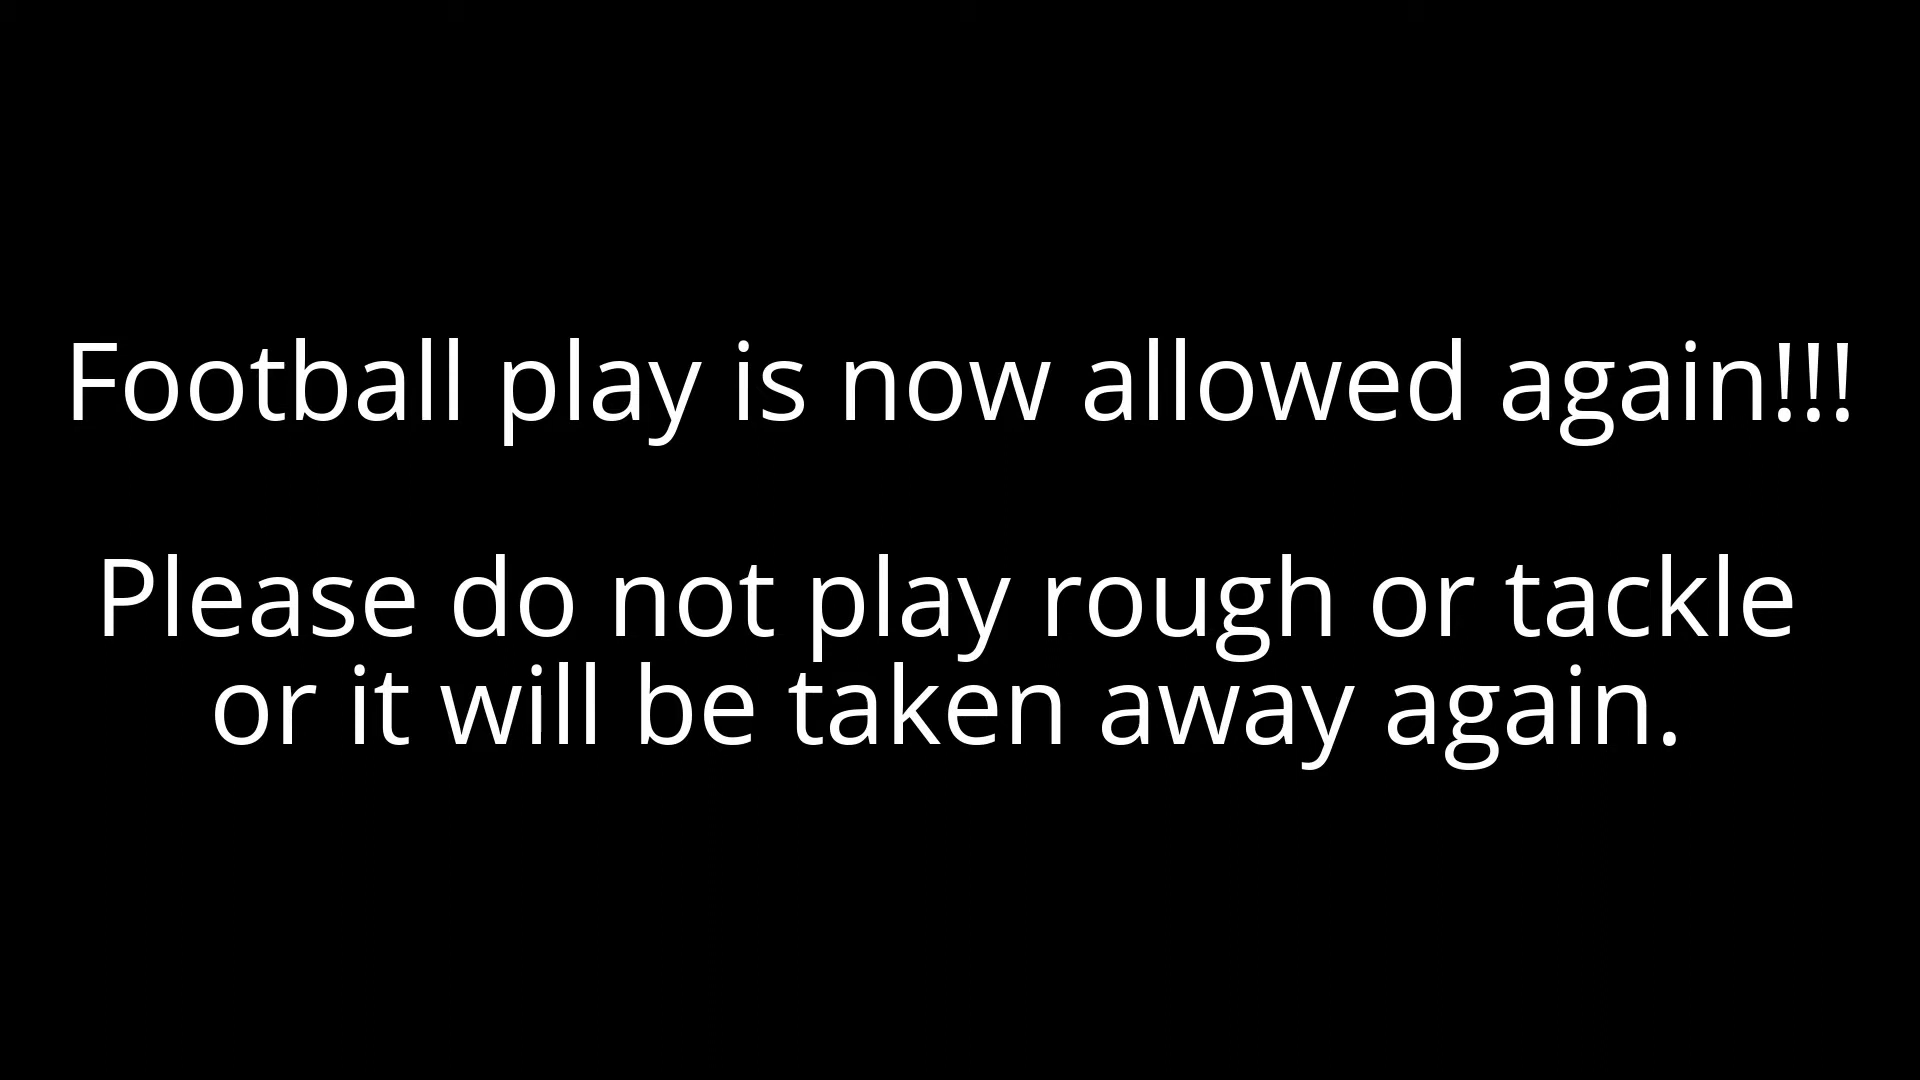 Football play is now allowed again!!!
Please do not play rough or tackle
or it will be taken away again.